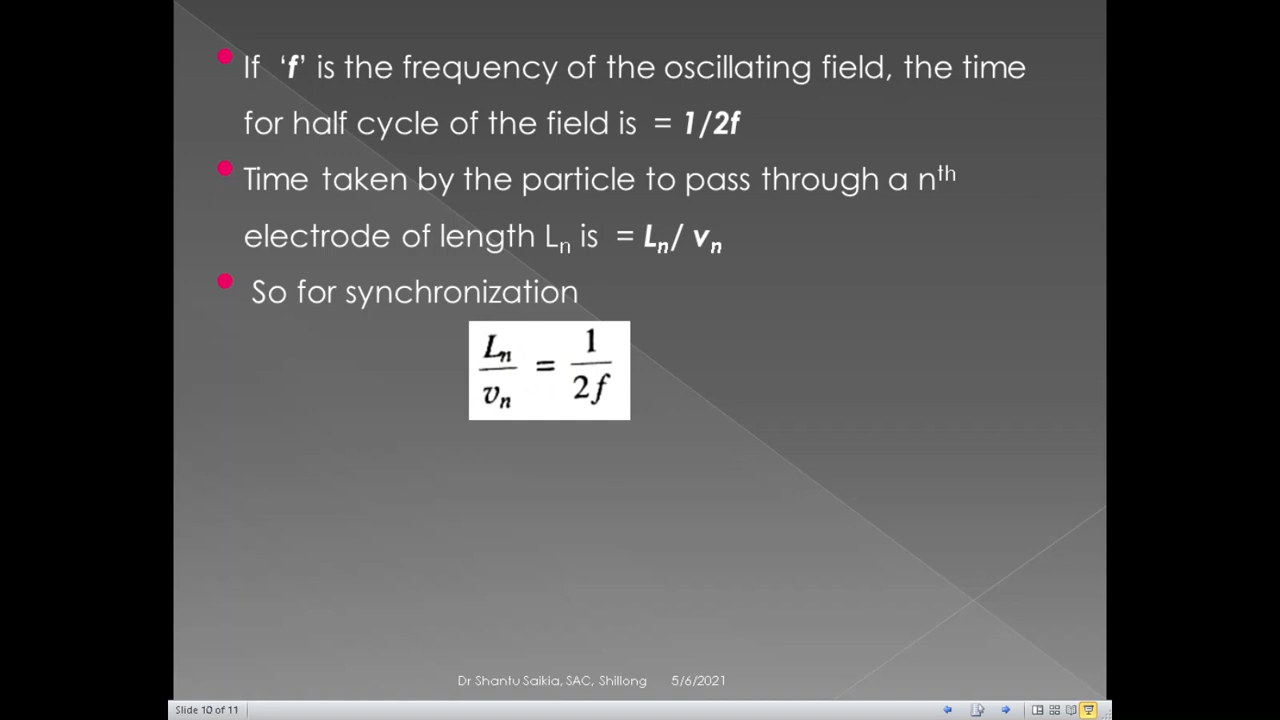 If ‘f’ is the frequency of the oscillating field, the time
for half cycle of the field is = 1/2f
Time taken by the particle to pass through a nth
electrode of length Ln is = Ln/ vn
So for synchronization
Ln/vn = 1/2f
Dr Shantu Saikia, SAC, Shillong 5/6/2021
Slide 10 of 11